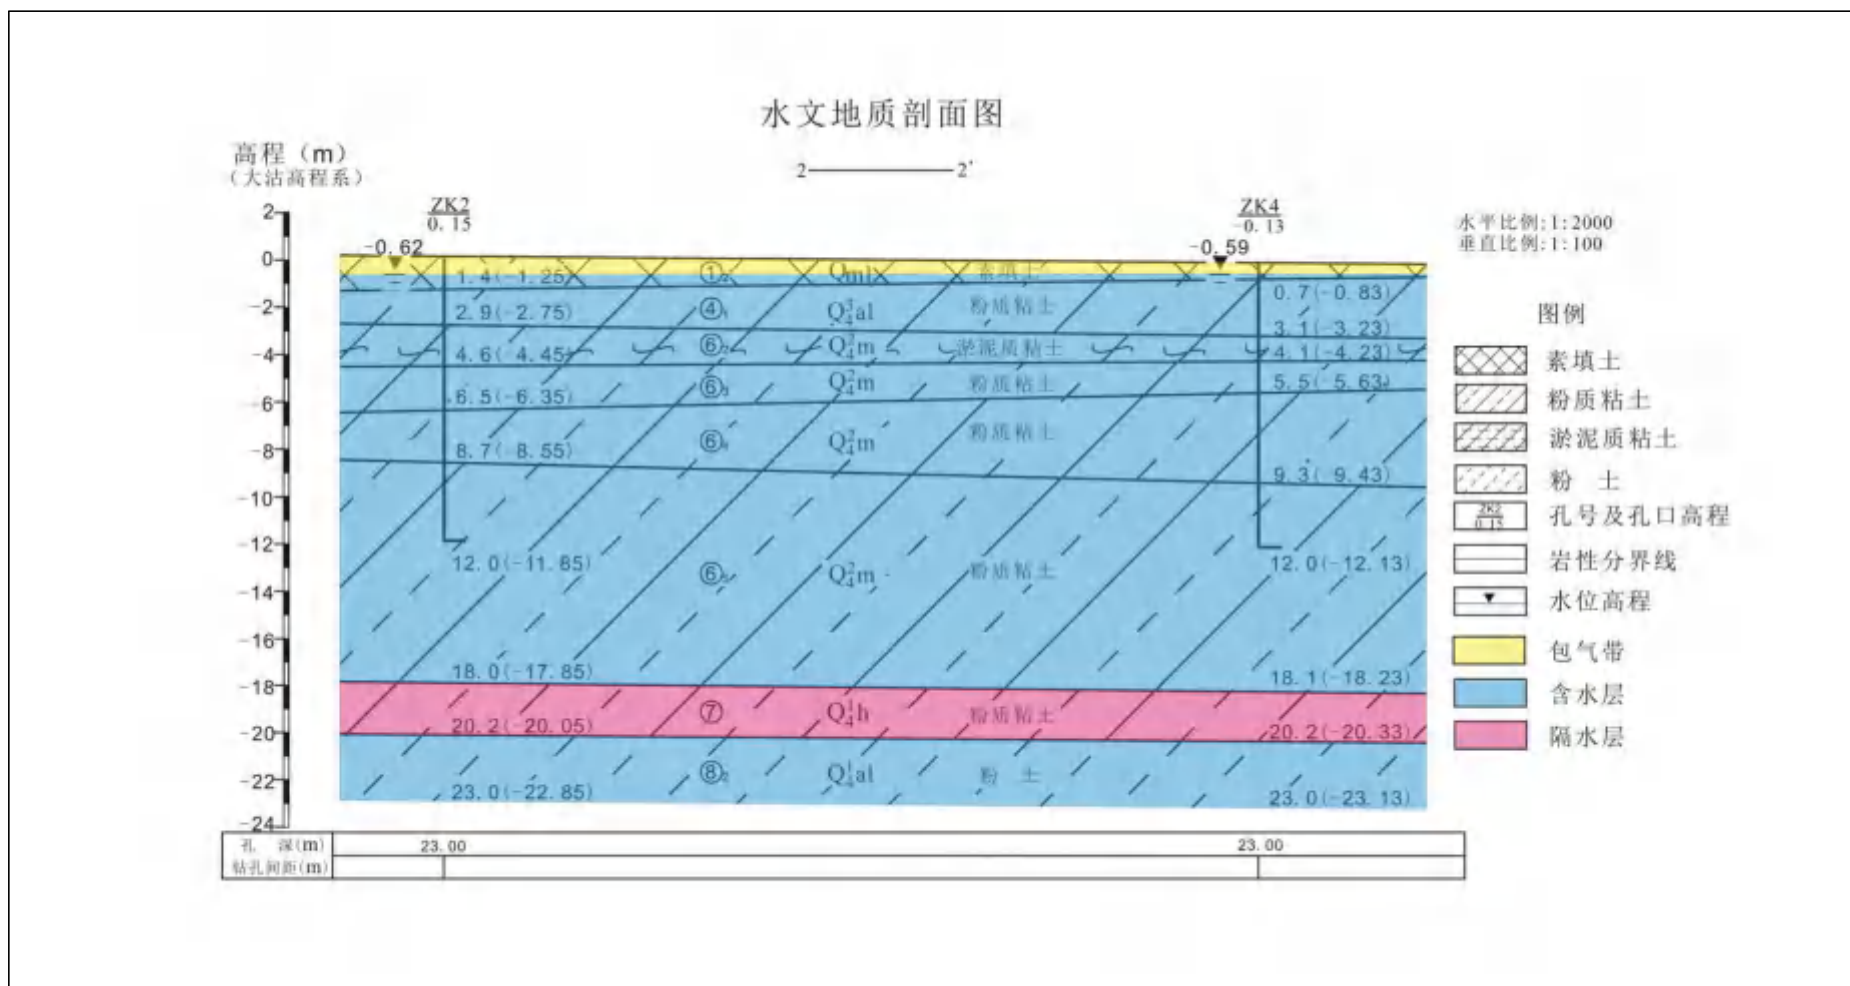 水文地质剖面图
2 2'
高程（m）
（大沽高程系）
水平比例:1:2000
垂直比例:1:100
ZK2
0.15
ZK4
-0.13
-0.62
-0.59
2
0
-2
-4
-6
-8
-10
-12
-14
-16
-18
-20
-22
-24
1.4(-1.25) ①₂ Qml 素填土 0.7(-0.83)
2.9(-2.75) ④₁ Q₄³al 粉质粘土 3.1(-3.23)
4.6(-4.45) ⑥₂ Q₄²m 淤泥质粘土 4.1(-4.23)
6.5(-6.35) ⑥₃ Q₄²m 粉质粘土 5.5(-5.63)
8.7(-8.55) ⑥₄ Q₄²m 粉质粘土 9.3(-9.43)
12.0(-11.85) ⑥₅ Q₄²m 粉质粘土 12.0(-12.13)
18.0(-17.85) 18.1(-18.23)
20.2(-20.05) ⑦ Q₄¹h 粉质粘土 20.2(-20.33)
23.0(-22.85) ⑧₂ Q₄¹al 粉 土 23.0(-23.13)
图例
素填土
粉质粘土
淤泥质粘土
粉 土
ZK2
0.15
孔号及孔口高程
岩性分界线
水位高程
包气带
含水层
隔水层
孔 深(m) 23.00 23.00
钻孔间距(m)